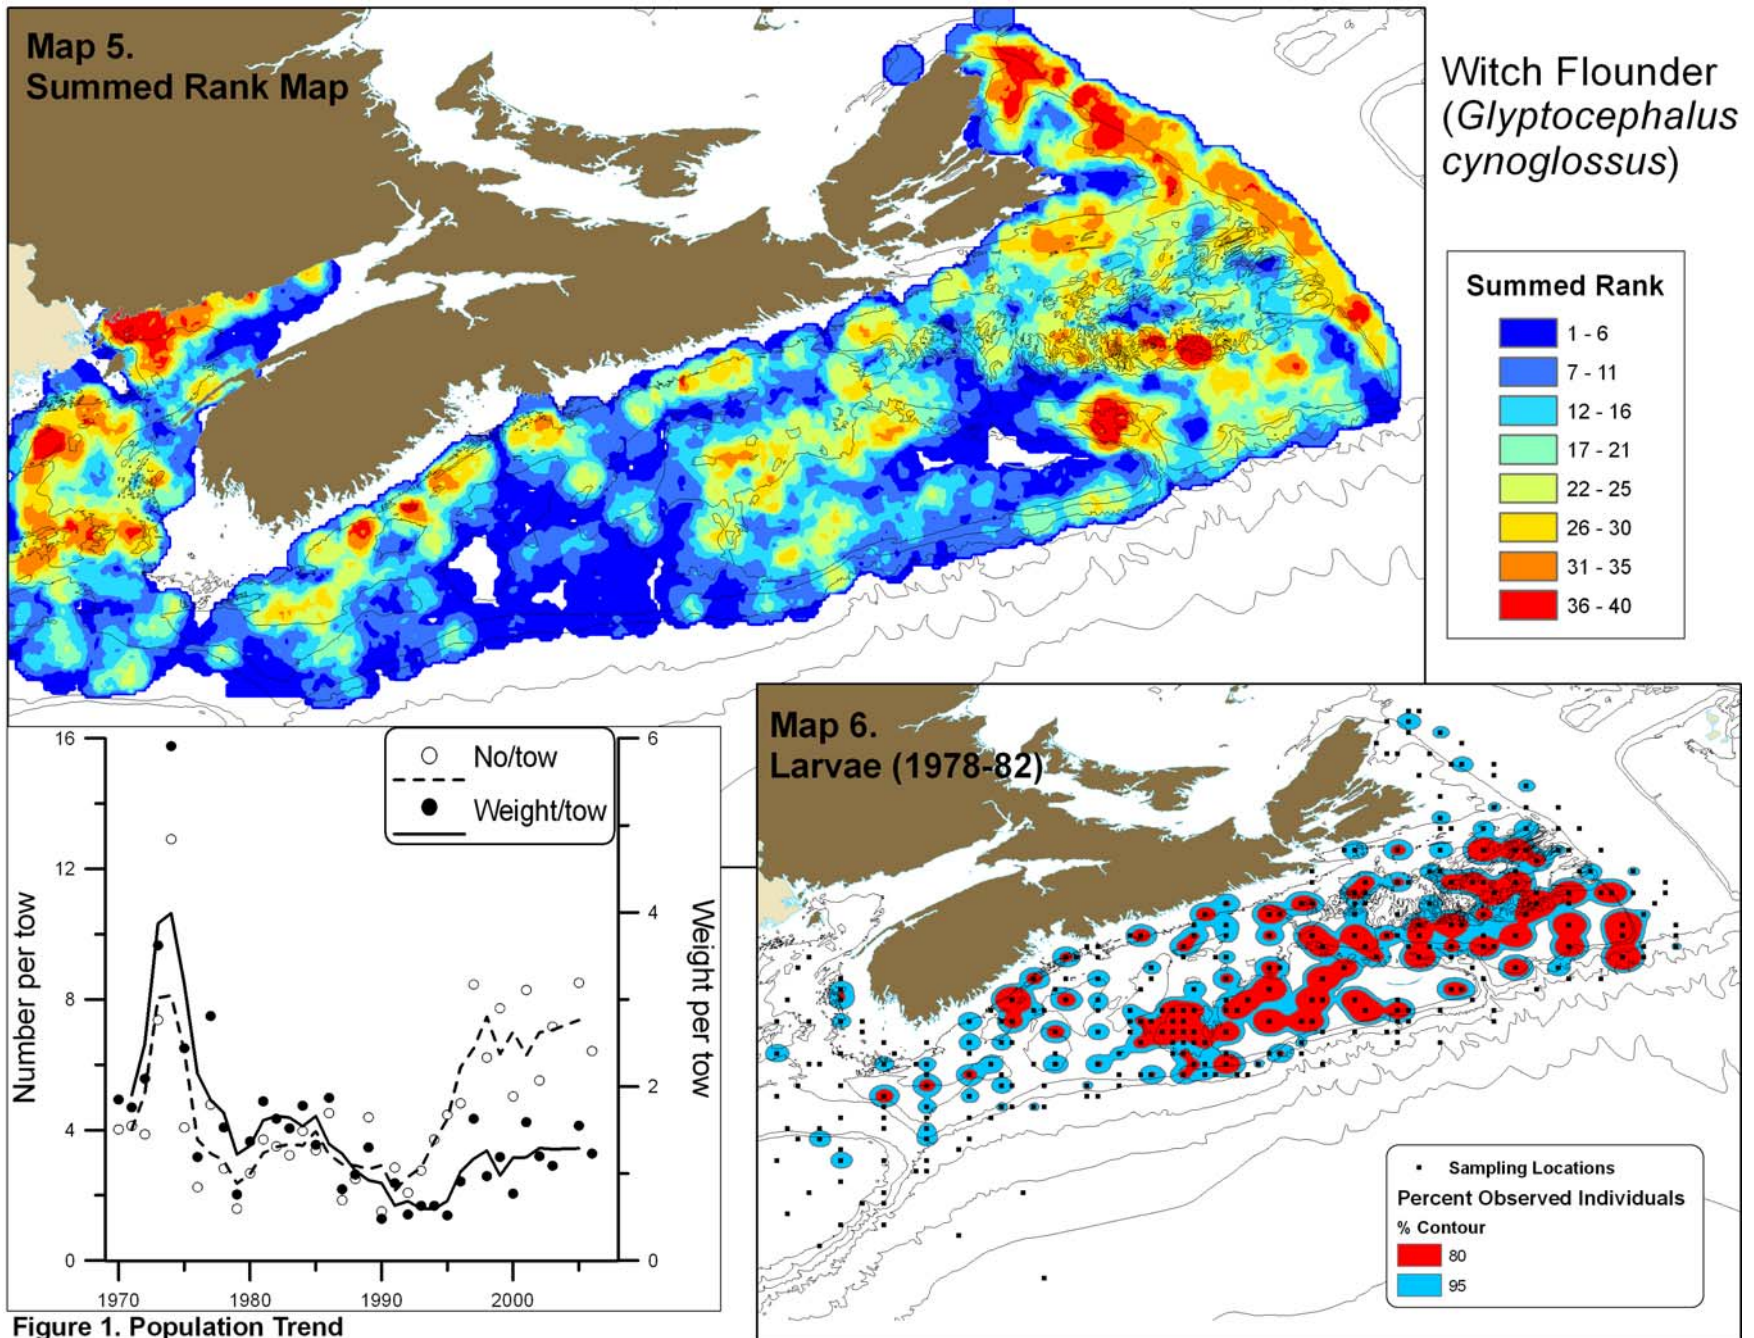 Map 5.
Summed Rank Map
Witch Flounder
(Glyptocephalus
cynoglossus)
Summed Rank
1 - 6
7 - 11
12 - 16
17 - 21
22 - 25
26 - 30
31 - 35
36 - 40
Map 6.
Larvae (1978-82)
Sampling Locations
Percent Observed Individuals
% Contour
80
95
No/tow
Weight/tow
Number per tow
16
12
8
4
0
Weight per tow
6
4
2
0
1970 1980 1990 2000
Figure 1. Population Trend